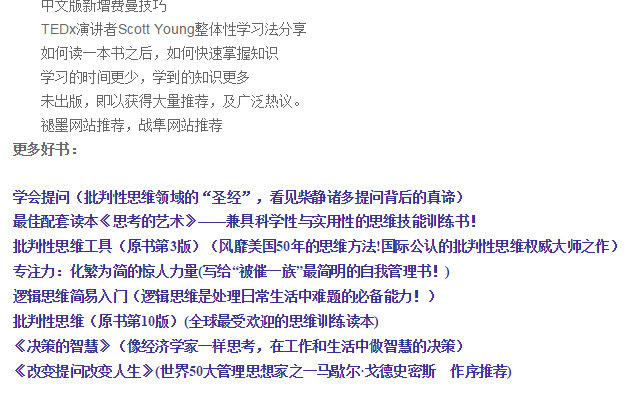 中文版新增费曼技巧
TEDx演讲者Scott Young整体性学习法分享
如何读一本书之后，如何快速掌握知识
学习的时间更少，学到的知识更多
未出版，即以获得大量推荐，及广泛热议。
褪墨网站推荐，战隼网站推荐
更多好书：
学会提问（批判性思维领域的“圣经”，看见柴静诸多提问背后的真谛）
最佳配套读本《思考的艺术》——兼具科学性与实用性的思维技能训练书！
批判性思维工具（原书第3版）（风靡美国50年的思维方法!国际公认的批判性思维权威大师之作）
专注力：化繁为简的惊人力量(写给“被催一族”最简明的自我管理书！)
逻辑思维简易入门（逻辑思维是处理日常生活中难题的必备能力！）
批判性思维（原书第10版）(全球最受欢迎的思维训练读本)
《决策的智慧》（像经济学家一样思考，在工作和生活中做智慧的决策）
《改变提问改变人生》(世界50大管理思想家之一马歇尔·戈德史密斯　作序推荐)